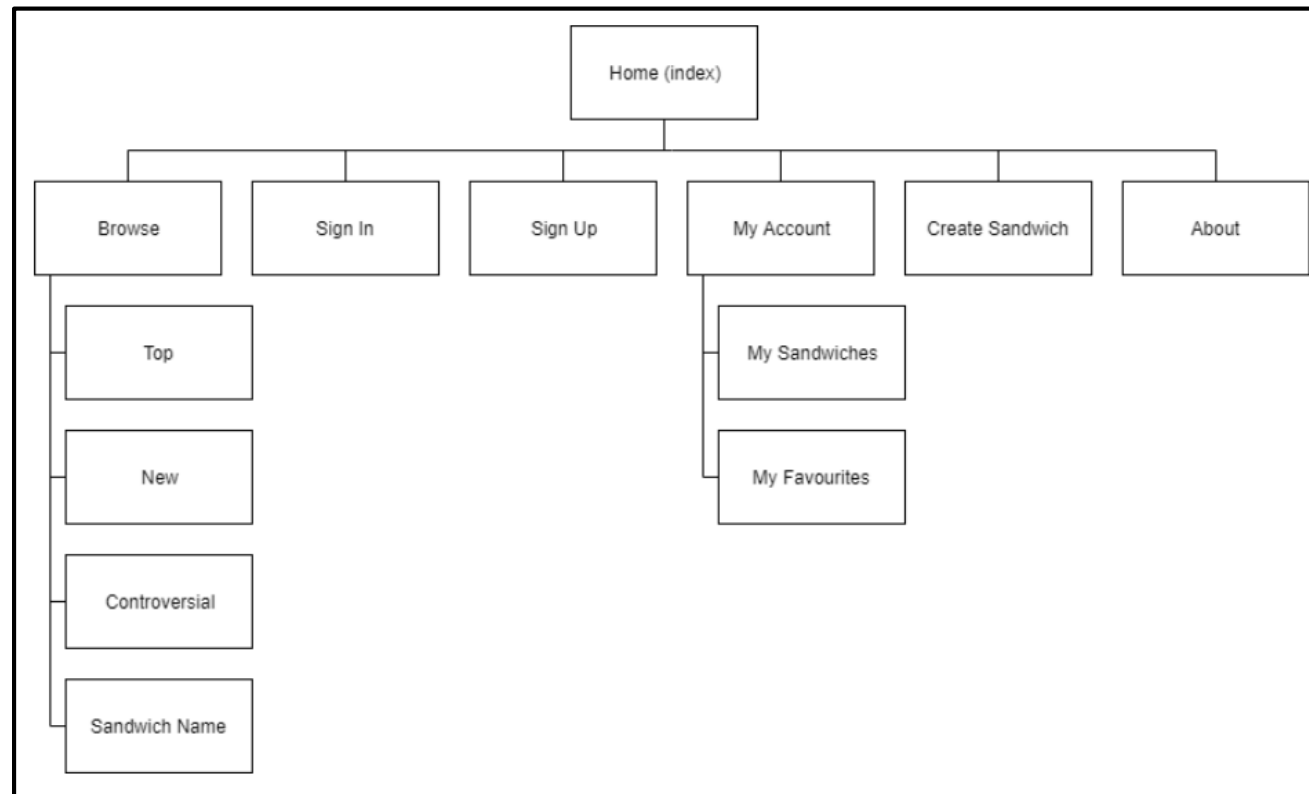 Home (index)
Browse
Sign In
Sign Up
My Account
Create Sandwich
About
Top
My Sandwiches
New
My Favourites
Controversial
Sandwich Name